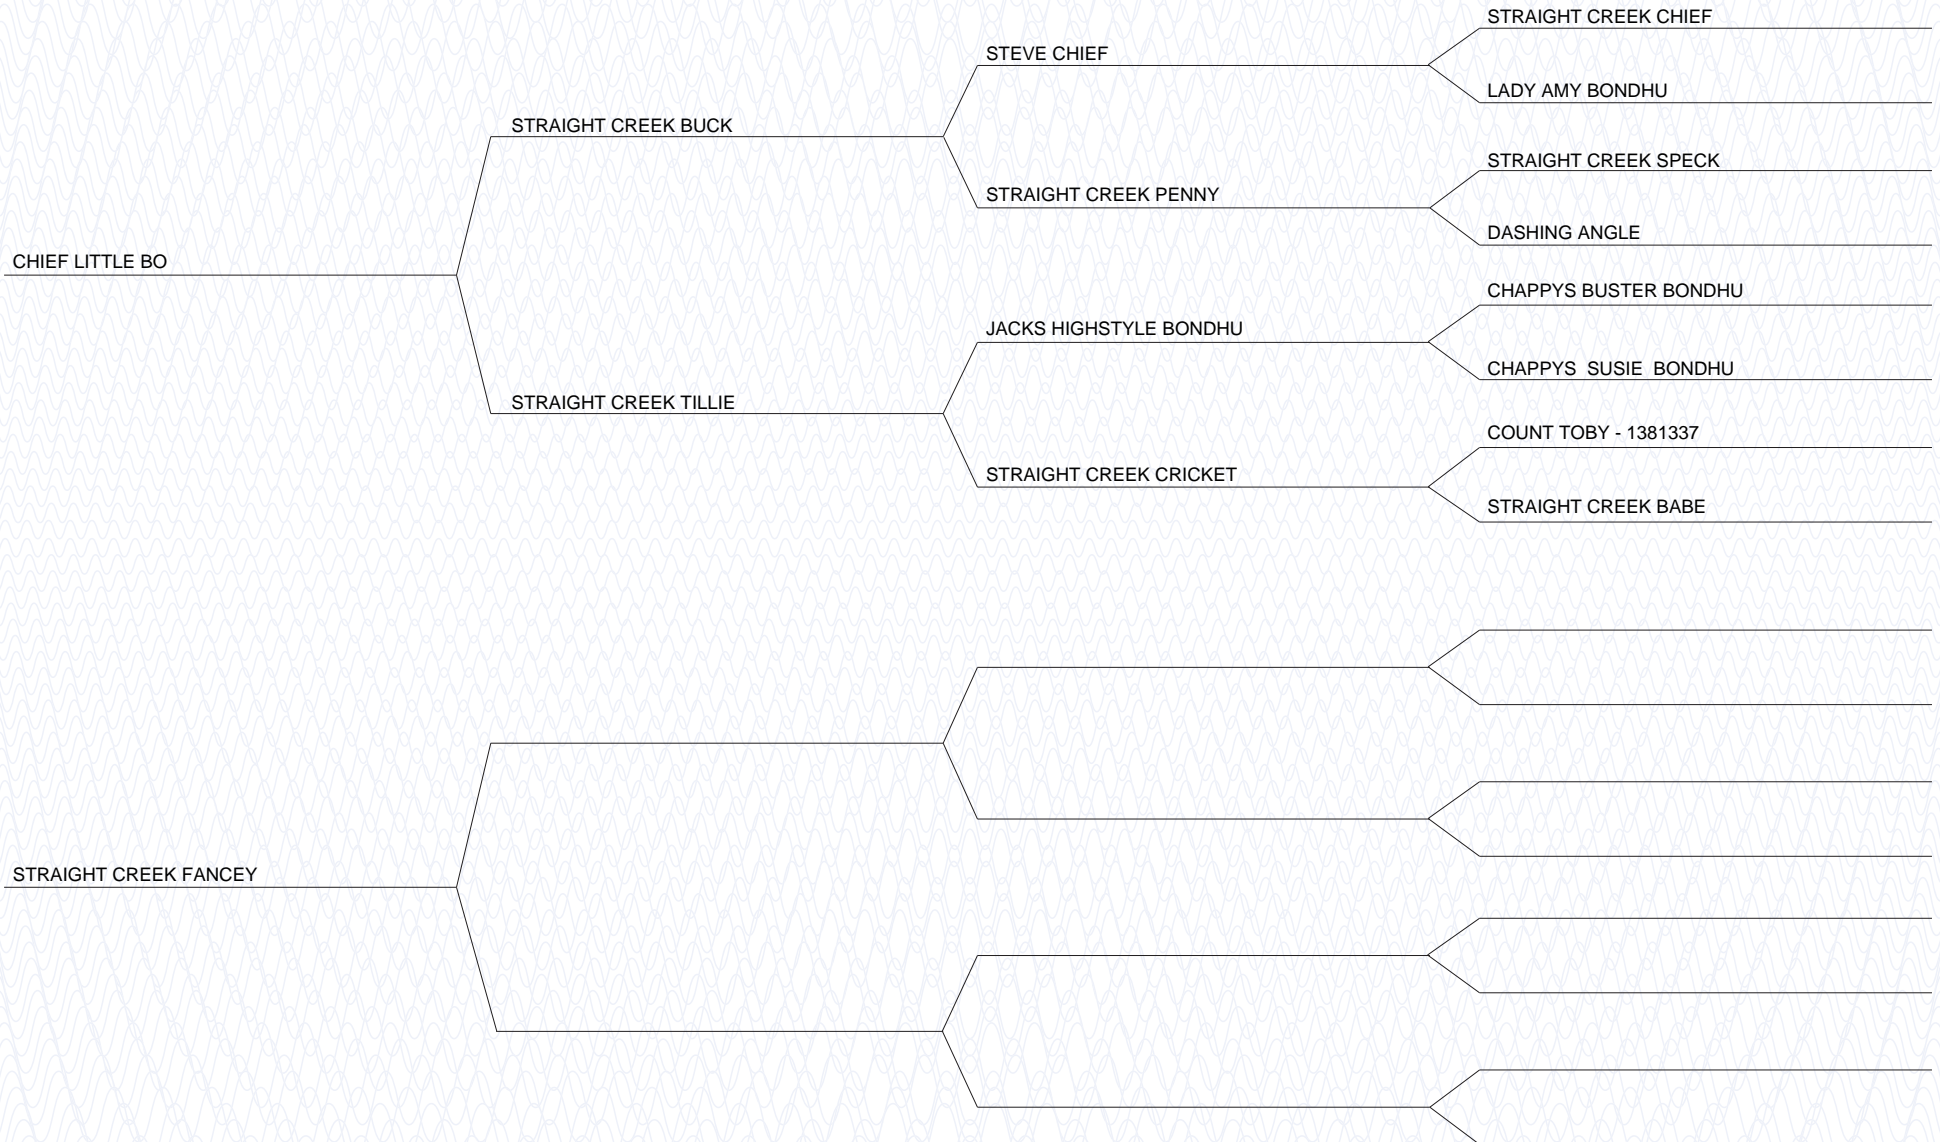 STRAIGHT CREEK CHIEF
STEVE CHIEF
LADY AMY BONDHU
STRAIGHT CREEK BUCK
STRAIGHT CREEK SPECK
STRAIGHT CREEK PENNY
DASHING ANGLE
CHIEF LITTLE BO
CHAPPYS BUSTER BONDHU
JACKS HIGHSTYLE BONDHU
CHAPPYS  SUSIE  BONDHU
STRAIGHT CREEK TILLIE
COUNT TOBY - 1381337
STRAIGHT CREEK CRICKET
STRAIGHT CREEK BABE
STRAIGHT CREEK FANCEY